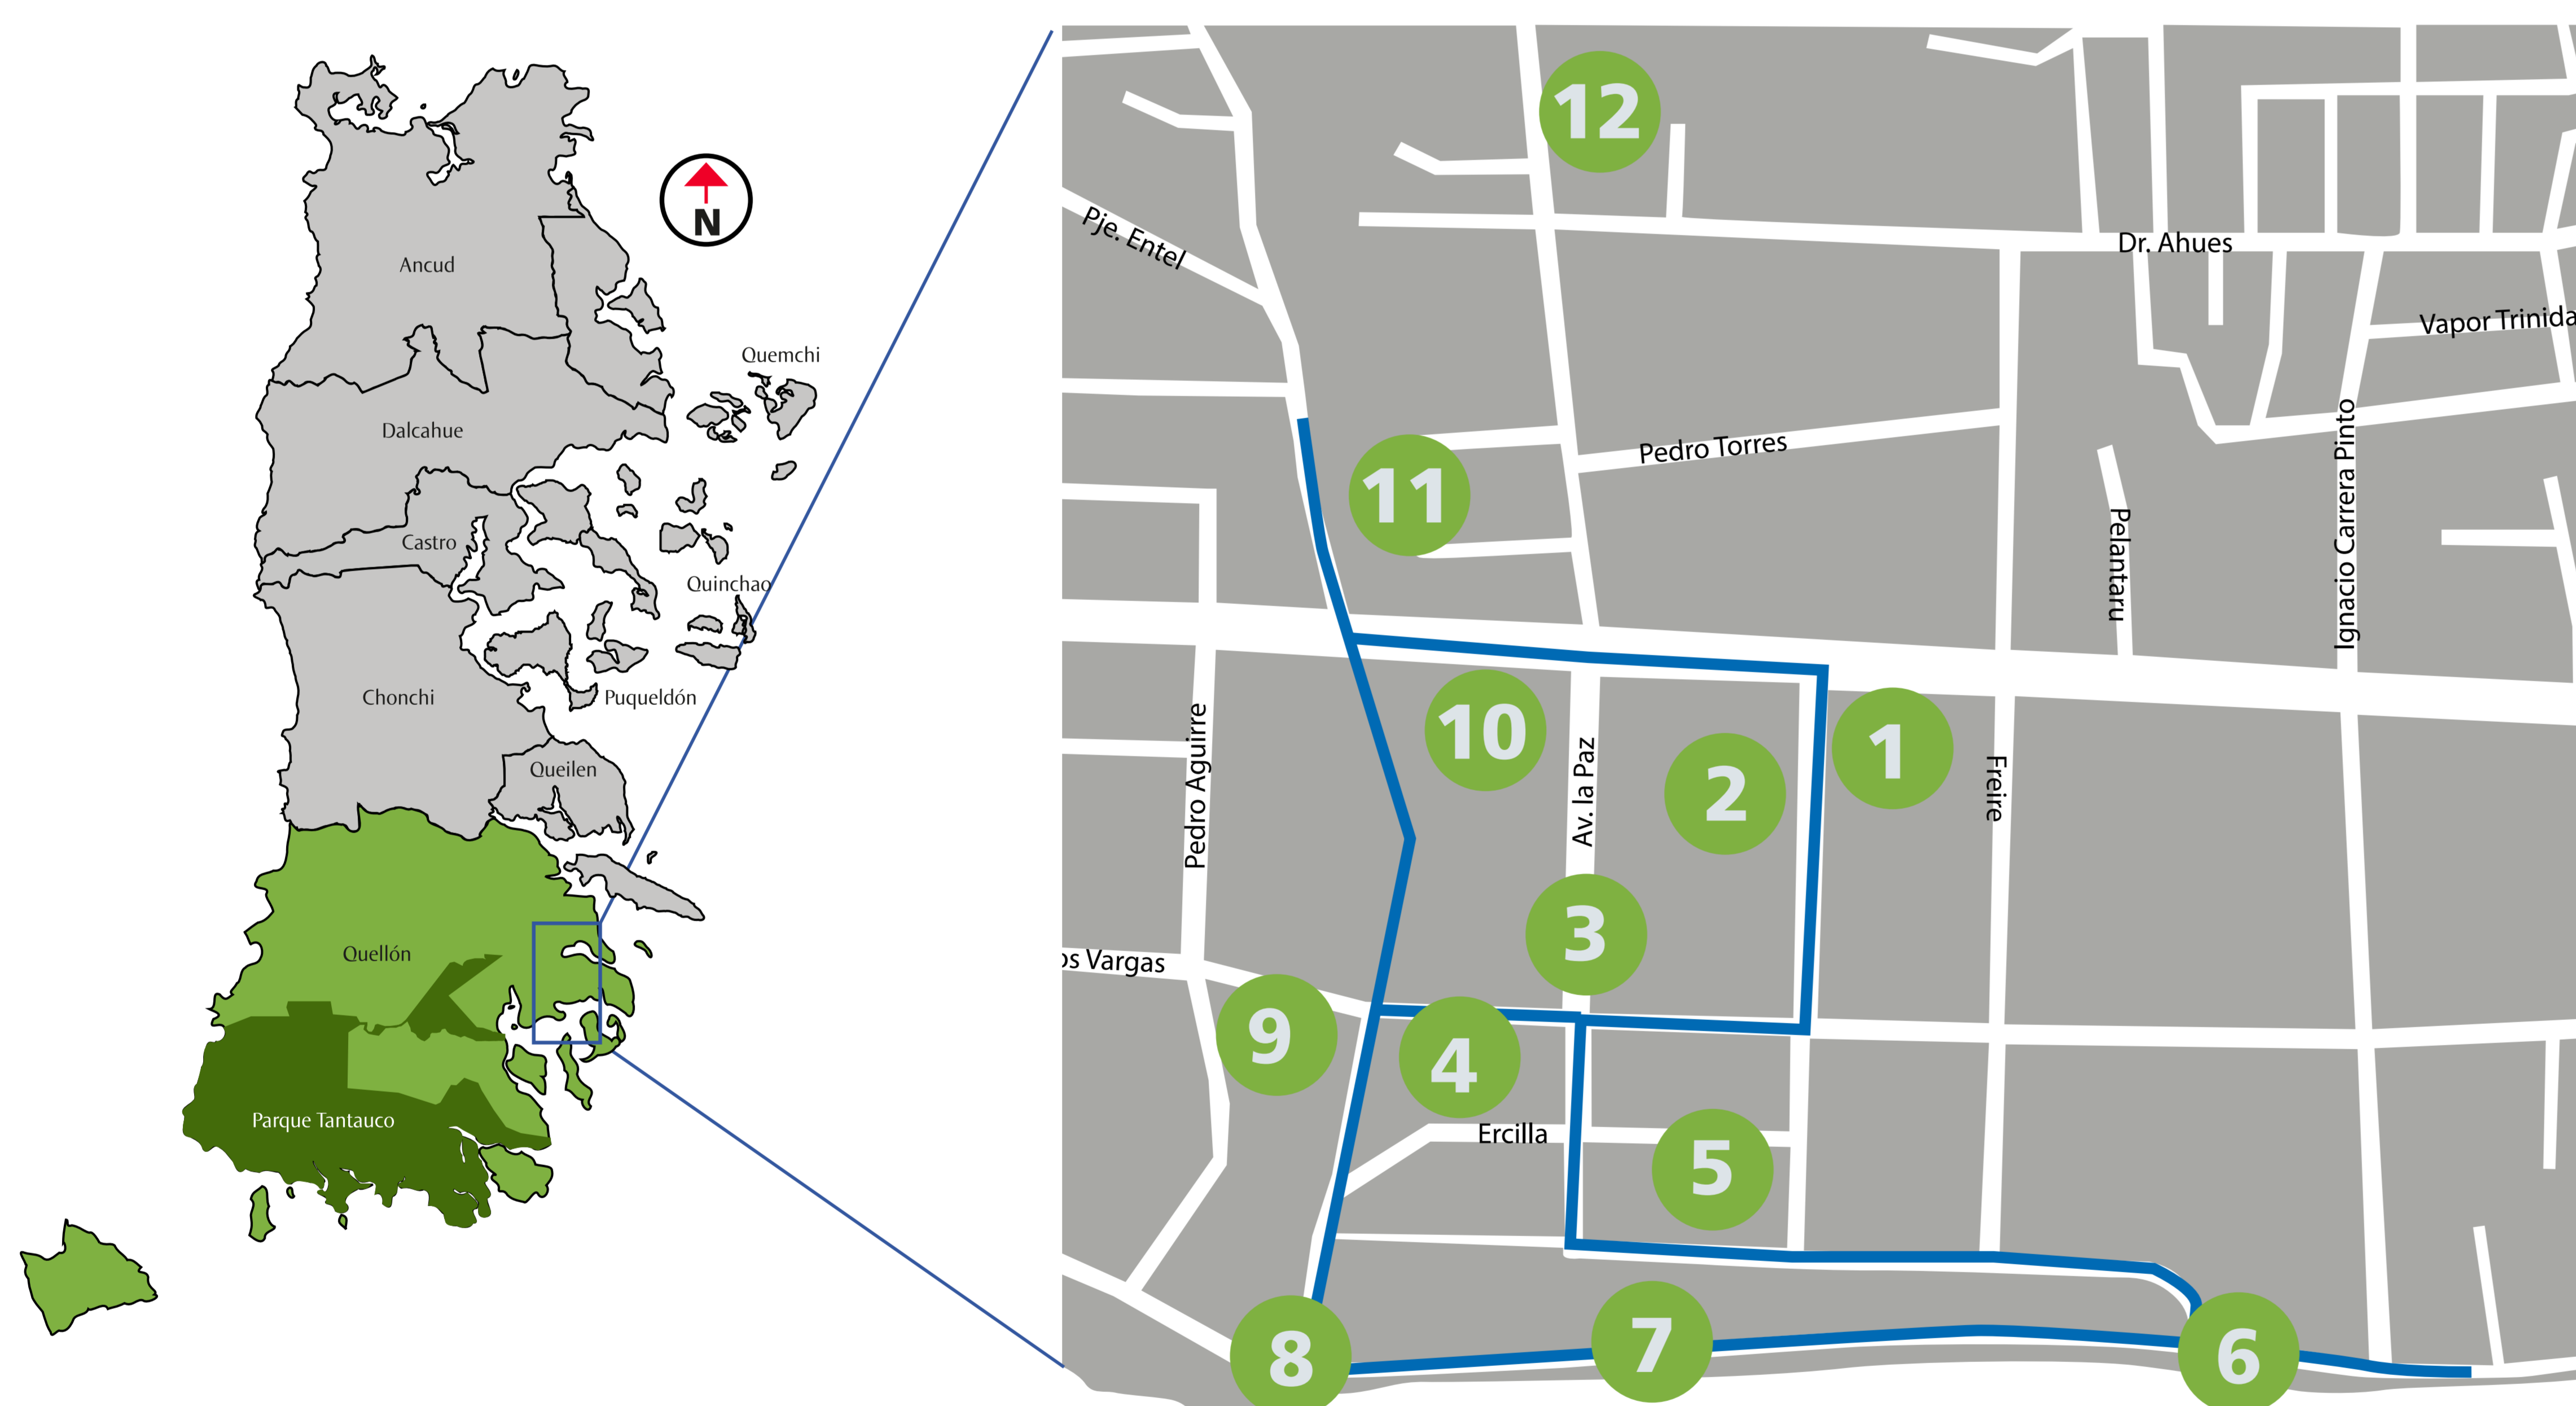 N
Ancud
Quemchi
Dalcahue
Castro
Quinchao
Chonchi
Puqueldón
Queilen
Quellón
Parque Tantauco
12
Pje. Entel
Dr. Ahues
Vapor Trinida
11
Pedro Torres
Ignacio Carrera Pinto
Pelantaru
10
1
2
Pedro Aguirre
Av. la Paz
Freire
3
os Vargas
9
4
Ercilla
5
7
8
6